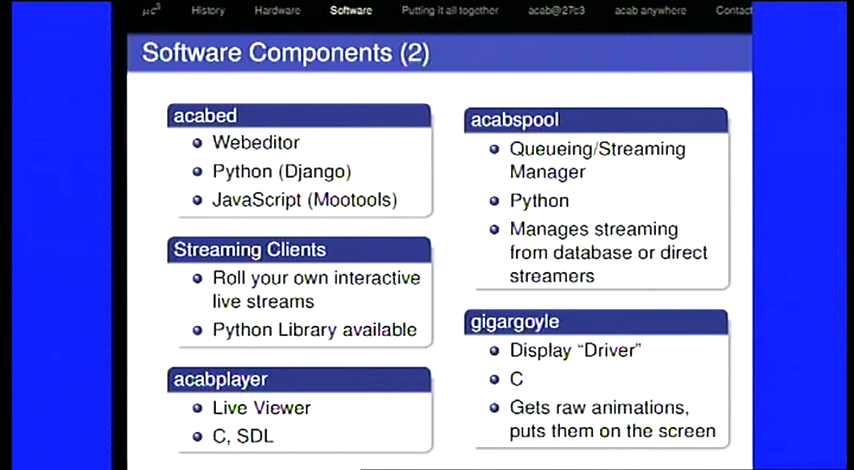 μc³ History Hardware Software Putting it all together acab@27c3 acab anywhere Contact
Software Components (2)
acabed
Webeditor
Python (Django)
JavaScript (Mootools)
Streaming Clients
Roll your own interactive
live streams
Python Library available
acabplayer
Live Viewer
C, SDL
acabspool
Queueing/Streaming
Manager
Python
Manages streaming
from database or direct
streamers
gigargoyle
Display “Driver”
C
Gets raw animations,
puts them on the screen